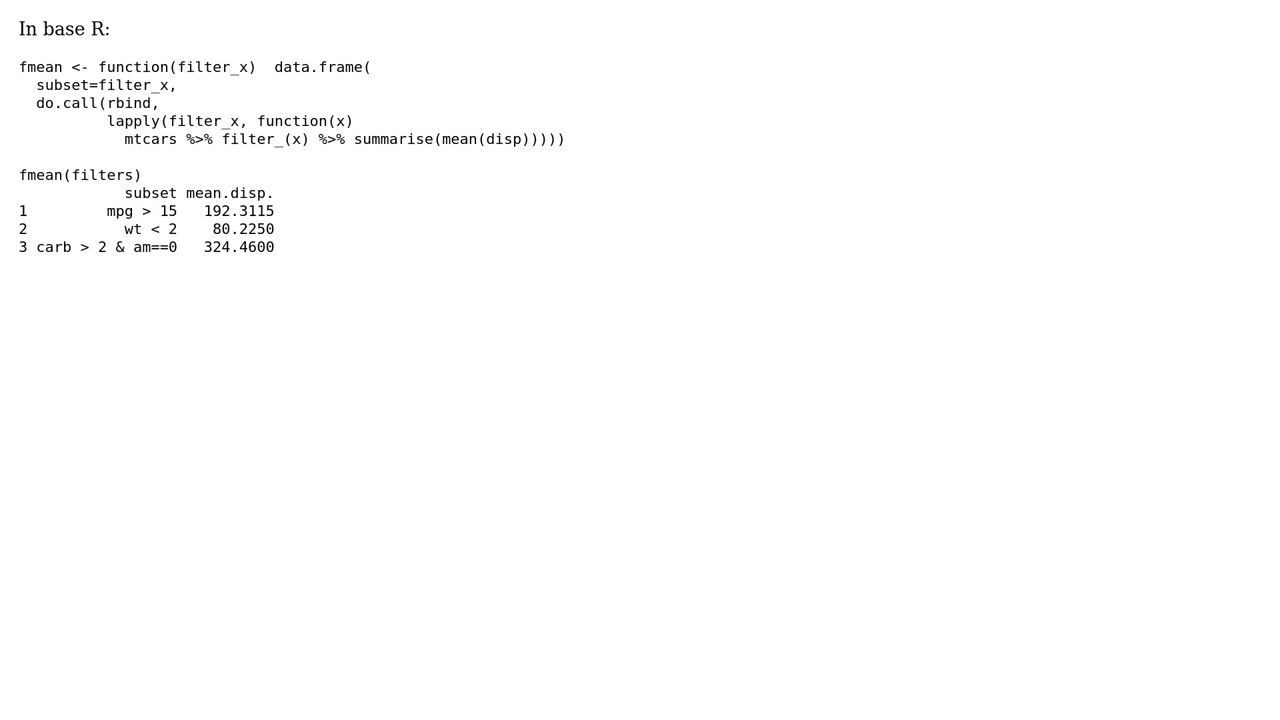 In base R:
fmean <- function(filter_x)  data.frame(
  subset=filter_x,
  do.call(rbind,
          lapply(filter_x, function(x)
            mtcars %>% filter_(x) %>% summarise(mean(disp)))))
fmean(filters)
            subset mean.disp.
1         mpg > 15   192.3115
2           wt < 2    80.2250
3 carb > 2 & am==0   324.4600